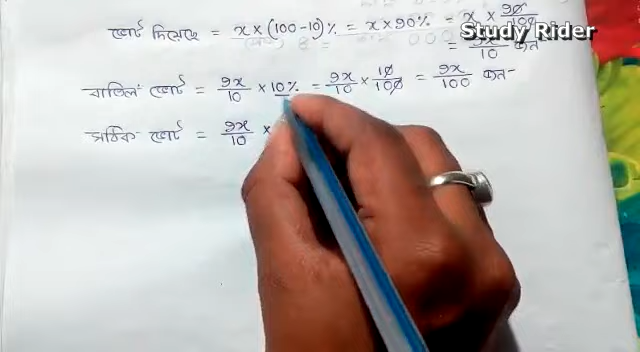 ভোট দিয়েছে = x × (100-10)% = x × 90% = x × 90/100
Study Rider
= 9x/10 জন
বাতিল ভোট = 9x/10 × 10% = 9x/10 × 10/100 = 9x/100 জন
সঠিক ভোট = 9x/10 ×